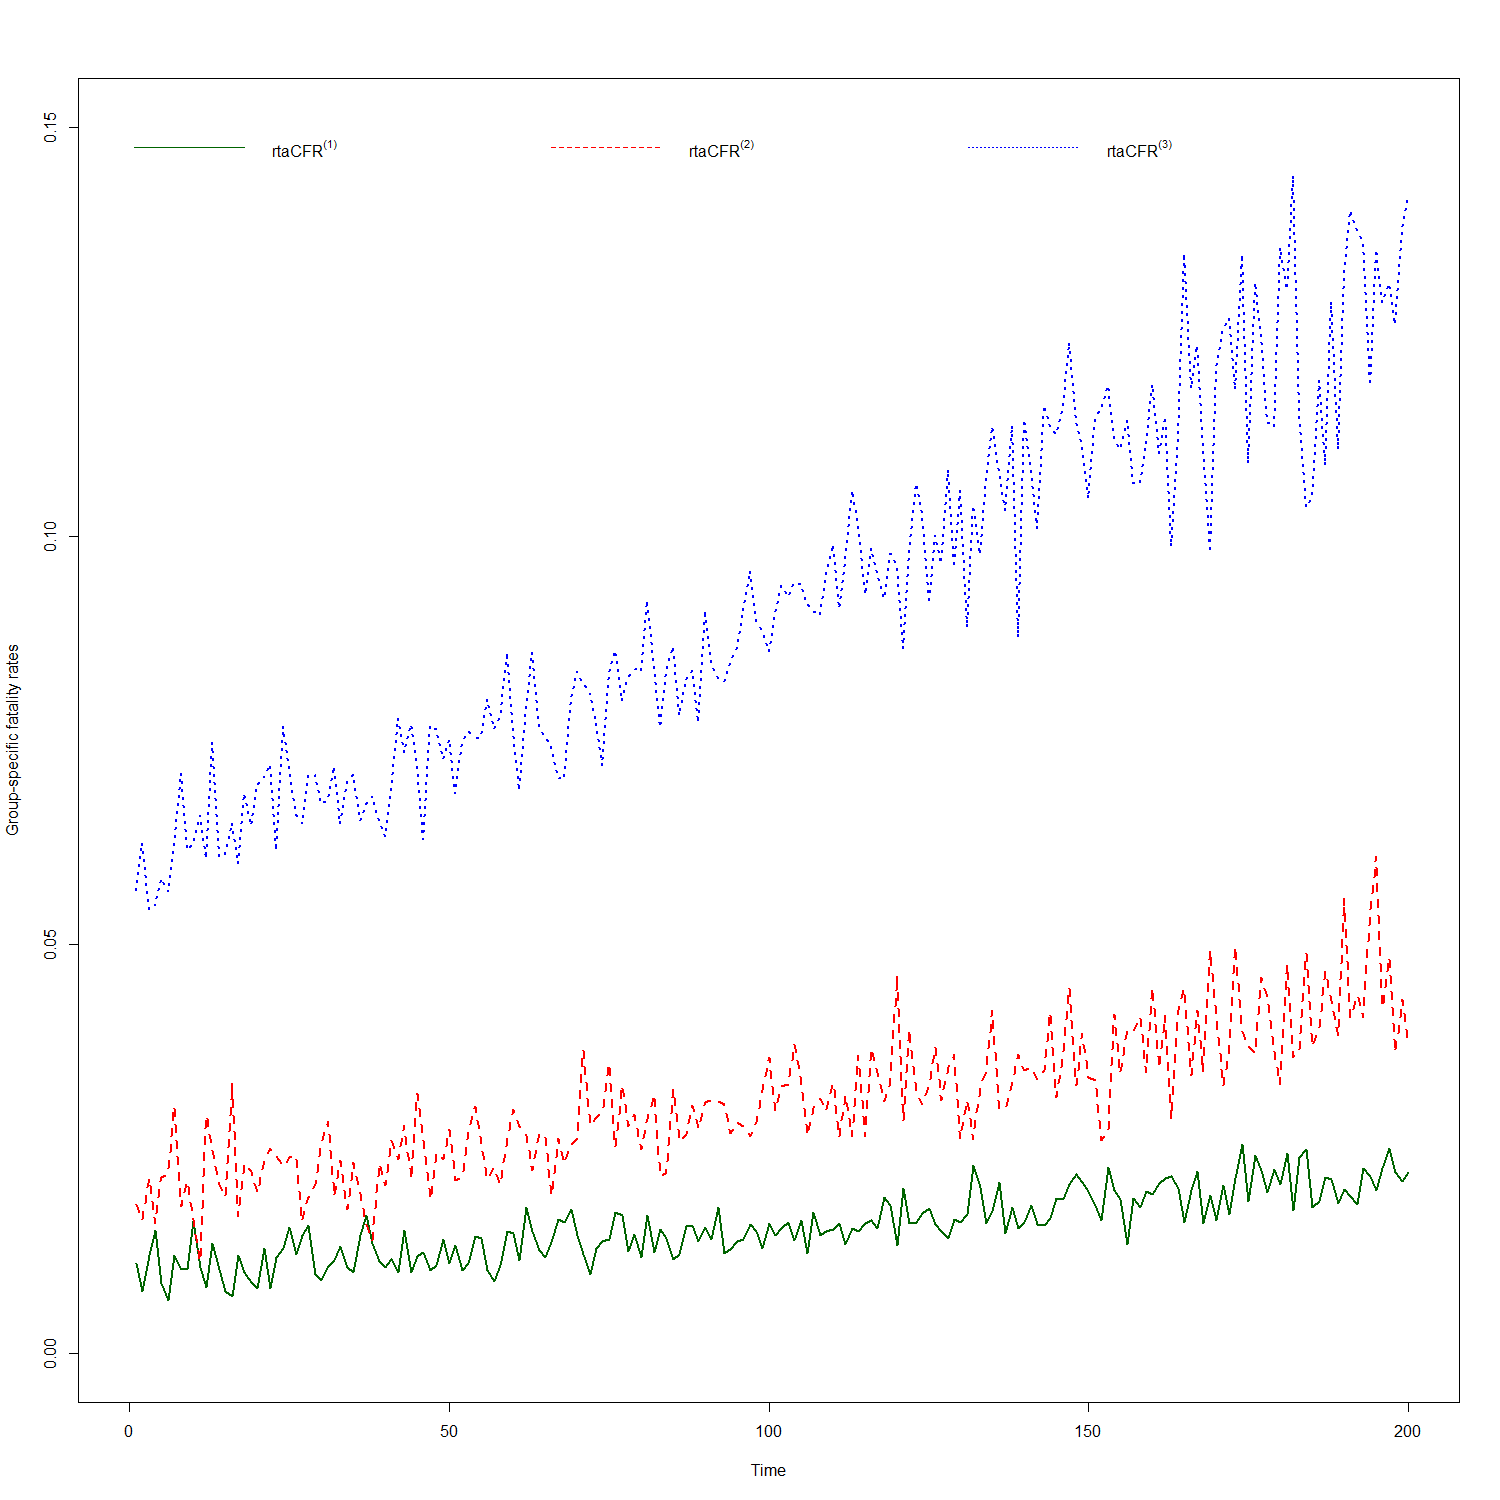 rtaCFR(1) rtaCFR(2) rtaCFR(3)
0.15
0.10
0.05
0.00
Group-specific fatality rates
0 50 100 150 200
Time